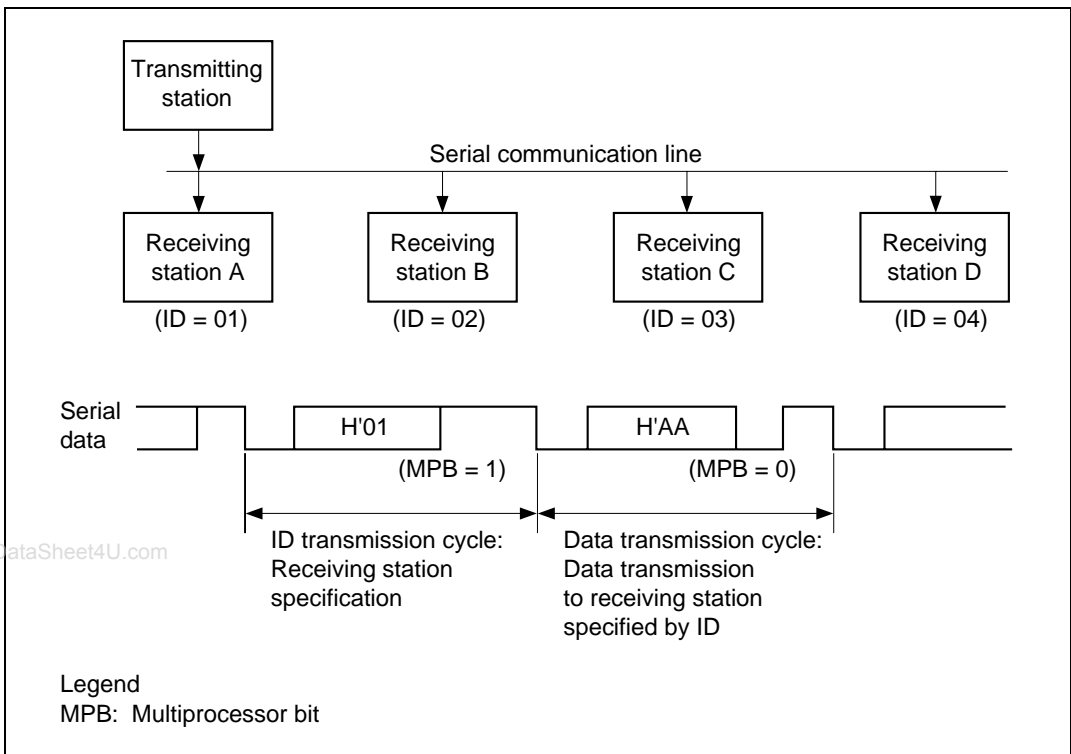 Transmitting
station
Serial communication line
Receiving
station A
Receiving
station B
Receiving
station C
Receiving
station D
(ID = 01)
(ID = 02)
(ID = 03)
(ID = 04)
Serial
data
H'01
H'AA
(MPB = 1)
(MPB = 0)
ID transmission cycle:
Receiving station
specification
Data transmission cycle:
Data transmission
to receiving station
specified by ID
DataSheet4U.com
Legend
MPB: Multiprocessor bit